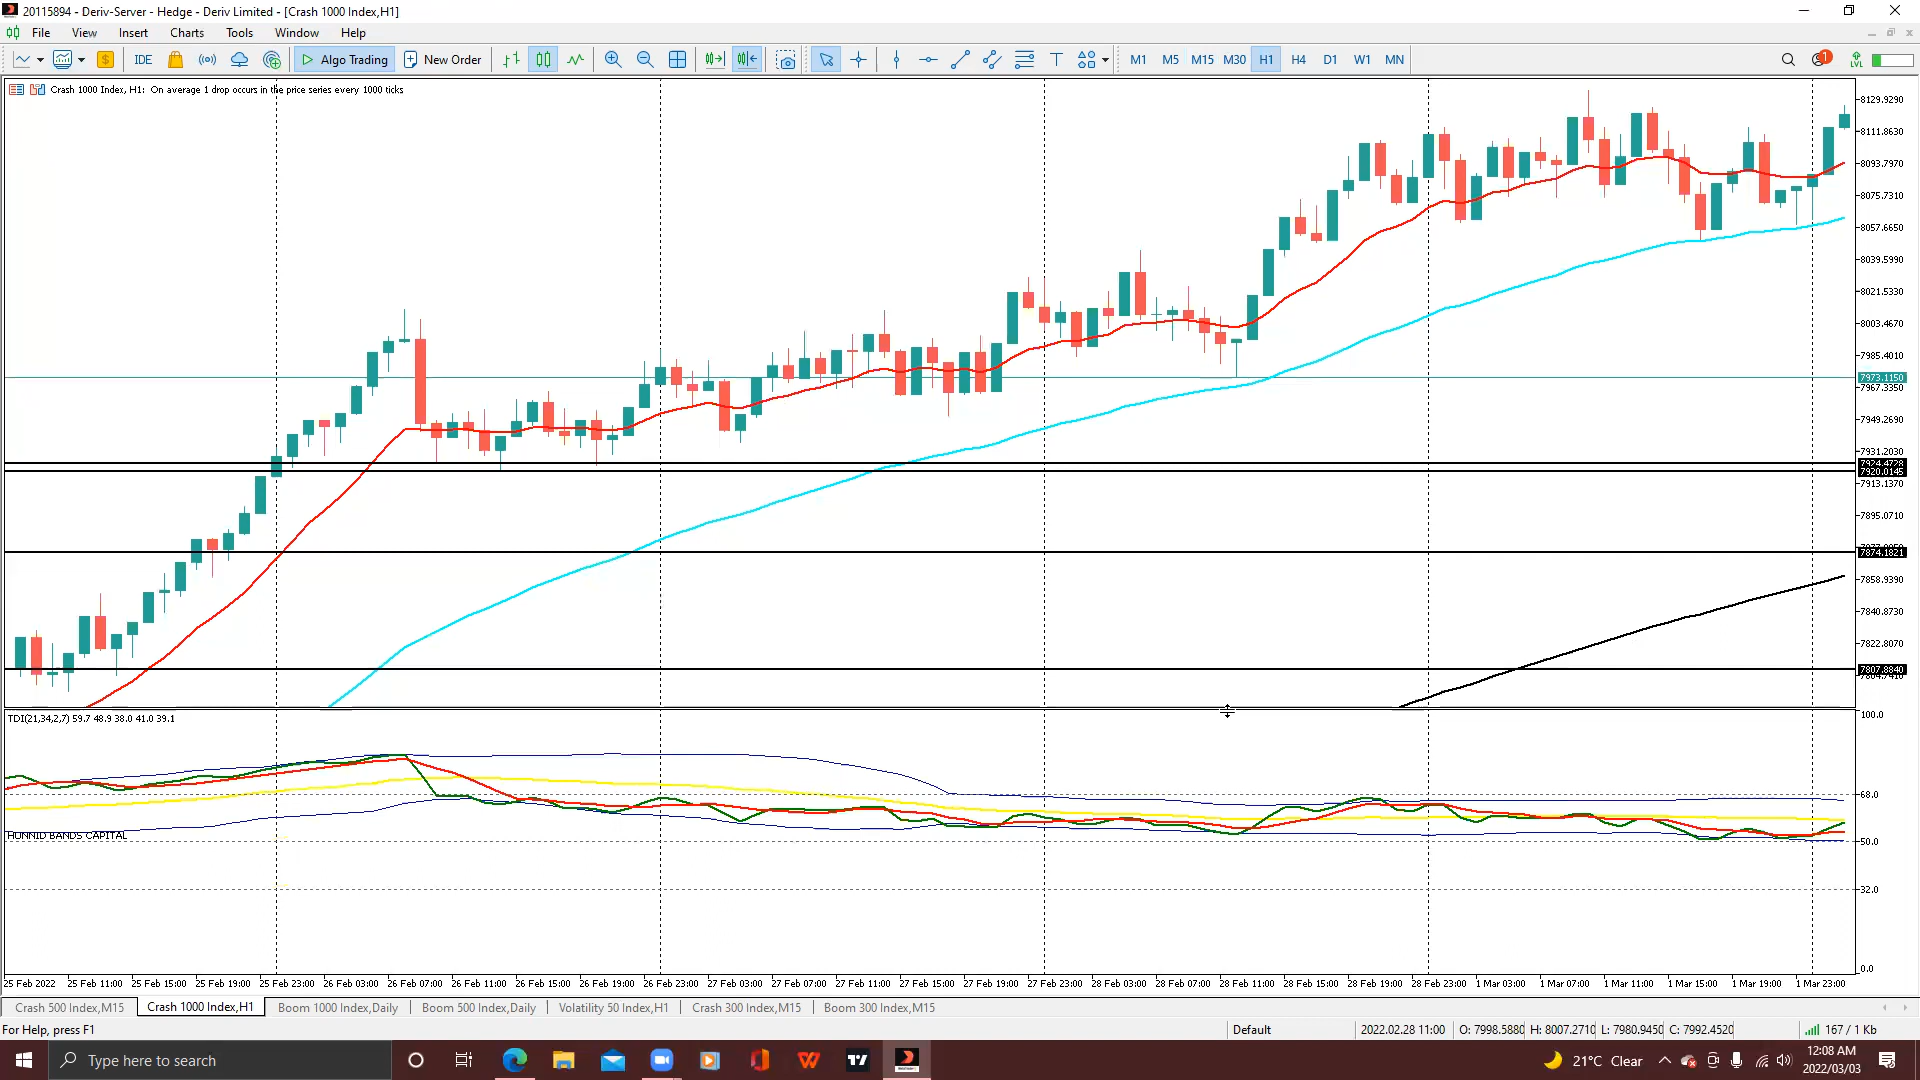 20115894 - Deriv-Server - Hedge - Deriv Limited - [Crash 1000 Index,H1]
File View Insert Charts Tools Window Help
IDE Algo Trading New Order T M1 M5 M15 M30 H1 H4 D1 W1 MN 1 LVL
Crash 1000 Index, H1: On average 1 drop occurs in the price series every 1000 ticks
8129.9290
8111.8630
8093.7970
8075.7310
8057.6650
8039.5990
8021.5330
8003.4670
7985.4010
7973.1150
7967.3350
7949.2690
7931.2030
7924.4728
7920.0145
7913.1370
7895.0710
7874.1821
7858.9390
7840.8730
7822.8070
7807.8840
7804.7410
TDI(21,34,2,7) 59.7 48.9 38.0 41.0 39.1
100.0
68.0
HUNNID BANDS CAPITAL
50.0
32.0
0.0
25 Feb 2022 25 Feb 11:00 25 Feb 15:00 25 Feb 19:00 25 Feb 23:00 26 Feb 03:00 26 Feb 07:00 26 Feb 11:00 26 Feb 15:00 26 Feb 19:00 26 Feb 23:00 27 Feb 03:00 27 Feb 07:00 27 Feb 11:00 27 Feb 15:00 27 Feb 19:00 27 Feb 23:00 28 Feb 03:00 28 Feb 07:00 28 Feb 11:00 28 Feb 15:00 28 Feb 19:00 28 Feb 23:00 1 Mar 03:00 1 Mar 07:00 1 Mar 11:00 1 Mar 15:00 1 Mar 19:00 1 Mar 23:00
Crash 500 Index,M15 Crash 1000 Index,H1 Boom 1000 Index,Daily Boom 500 Index,Daily Volatility 50 Index,H1 Crash 300 Index,M15 Boom 300 Index,M15
For Help, press F1 Default 2022.02.28 11:00 O: 7998.5880 H: 8007.2710 L: 7980.9450 C: 7992.4520 167 / 1 Kb
Type here to search 21°C Clear 12:08 AM
2022/03/03